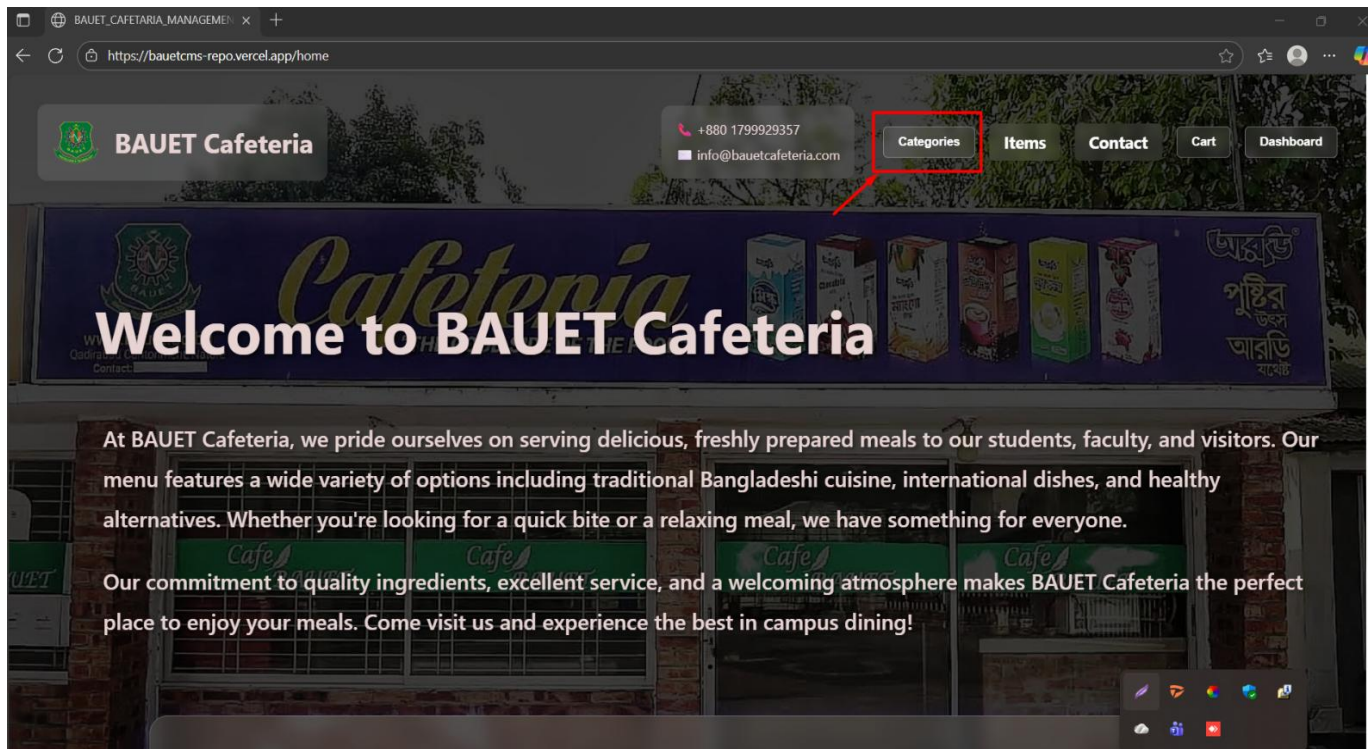 BAUET_CAFETARIA_MANAGEMEN
https://bauetcms-repo.vercel.app/home
BAUET Cafeteria
+880 1799929357
info@bauetcafeteria.com
Categories
Items
Contact
Cart
Dashboard
Cafeteria
BAUET
আরডি
পুষ্টির
উৎস
আরডি
যথেষ্ট
Welcome to BAUET Cafeteria
Contact:
At BAUET Cafeteria, we pride ourselves on serving delicious, freshly prepared meals to our students, faculty, and visitors. Our
menu features a wide variety of options including traditional Bangladeshi cuisine, international dishes, and healthy
alternatives. Whether you're looking for a quick bite or a relaxing meal, we have something for everyone.
Cafe
Cafe
Cafe
Cafe
Our commitment to quality ingredients, excellent service, and a welcoming atmosphere makes BAUET Cafeteria the perfect
place to enjoy your meals. Come visit us and experience the best in campus dining!